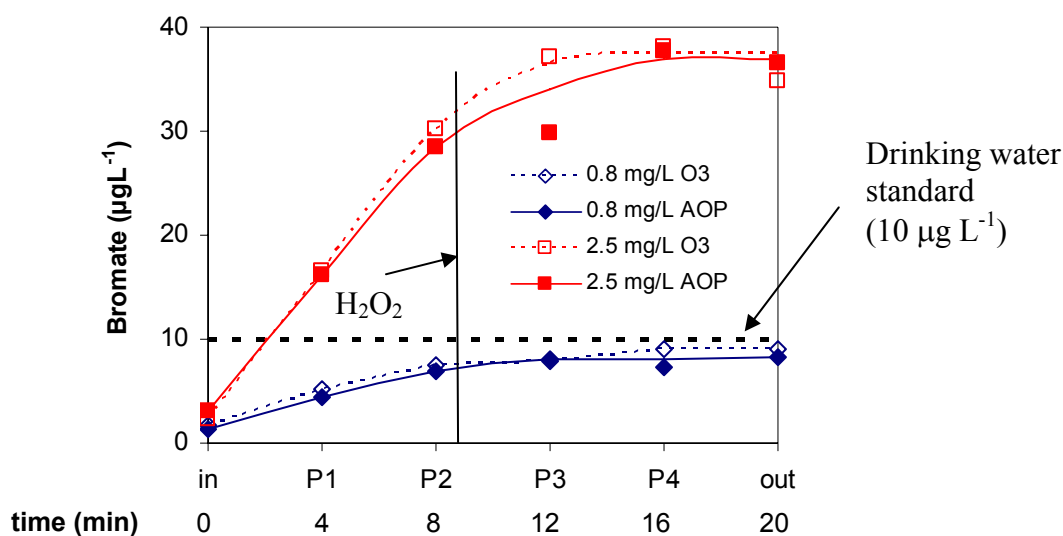 40
30
20
10
0
Bromate (µgL⁻¹)
0.8 mg/L O3
0.8 mg/L AOP
2.5 mg/L O3
2.5 mg/L AOP
H₂O₂
Drinking water
standard
(10 µg L⁻¹)
in P1 P2 P3 P4 out
time (min) 0 4 8 12 16 20